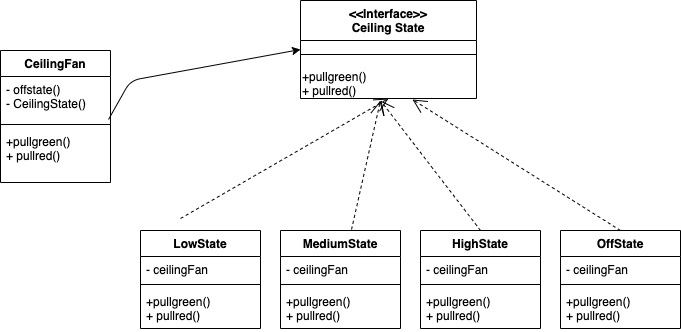 <<Interface>>
Ceiling State
+pullgreen()
+ pullred()
CeilingFan
- offstate()
- CeilingState()
+pullgreen()
+ pullred()
LowState
- ceilingFan
+pullgreen()
+ pullred()
MediumState
- ceilingFan
+pullgreen()
+ pullred()
HighState
- ceilingFan
+pullgreen()
+ pullred()
OffState
- ceilingFan
+pullgreen()
+ pullred()